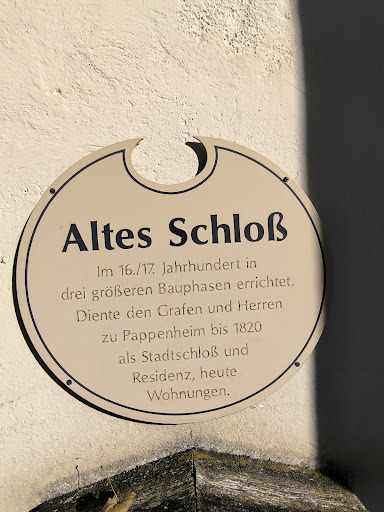 Altes Schloß
Im 16./17. Jahrhundert in
drei größeren Bauphasen errichtet.
Diente den Grafen und Herren
zu Pappenheim bis 1820
als Stadtschloß und
Residenz, heute
Wohnungen.